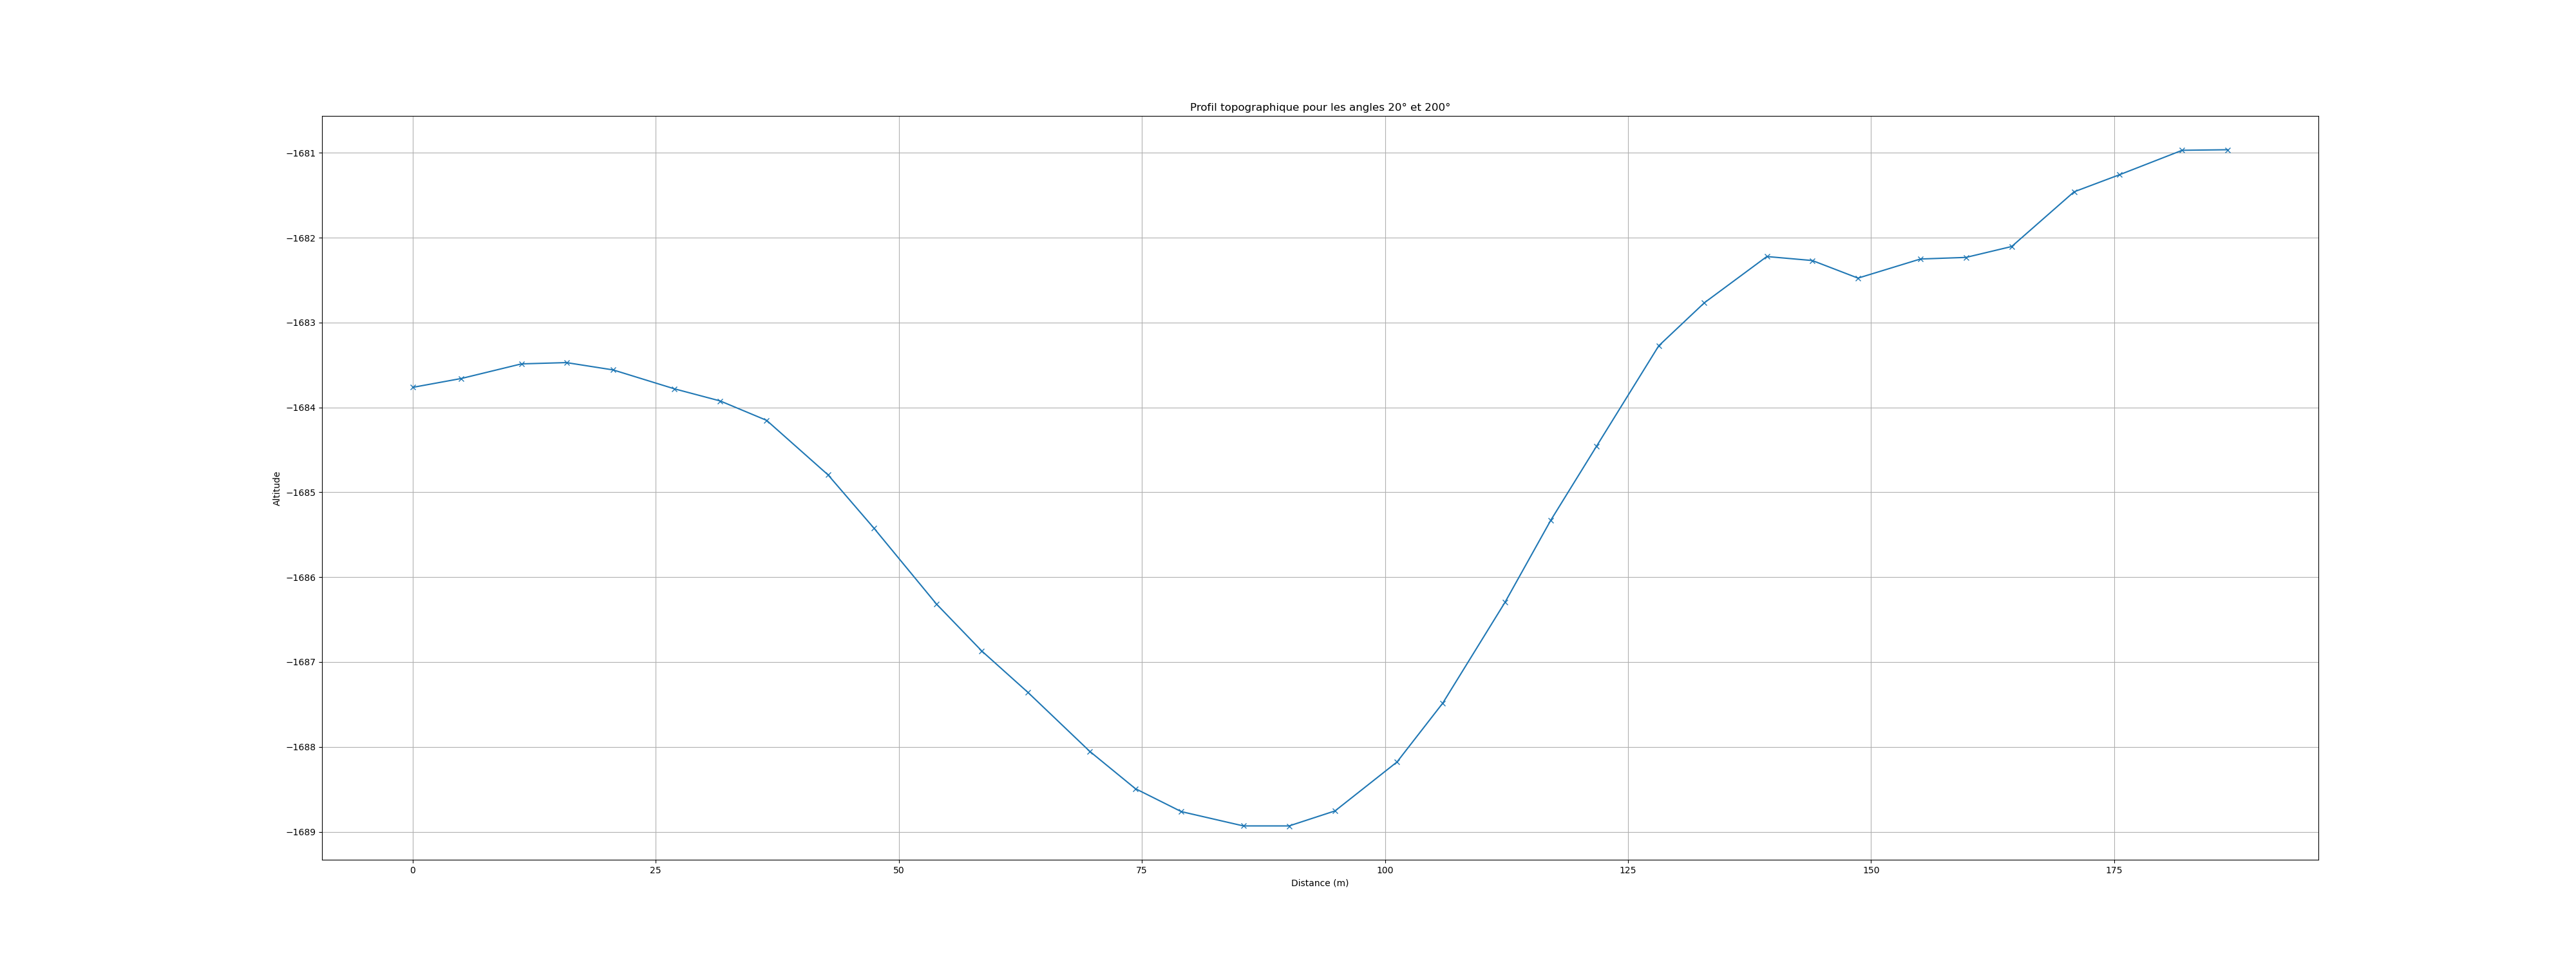 Profil topographique pour les angles 20° et 200°
−1681
−1682
−1683
−1684
−1685
−1686
−1687
−1688
−1689
Altitude
0 25 50 75 100 125 150 175
Distance (m)